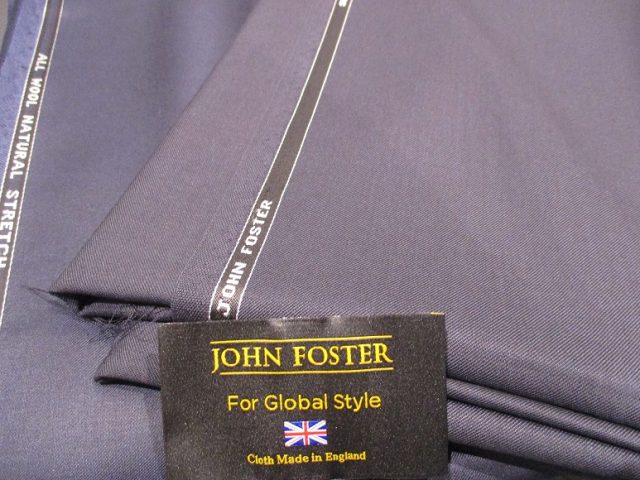 ALL WOOL NATURAL STRETCH
JOHN FOSTER
JOHN FOSTER
For Global Style
Cloth Made in England